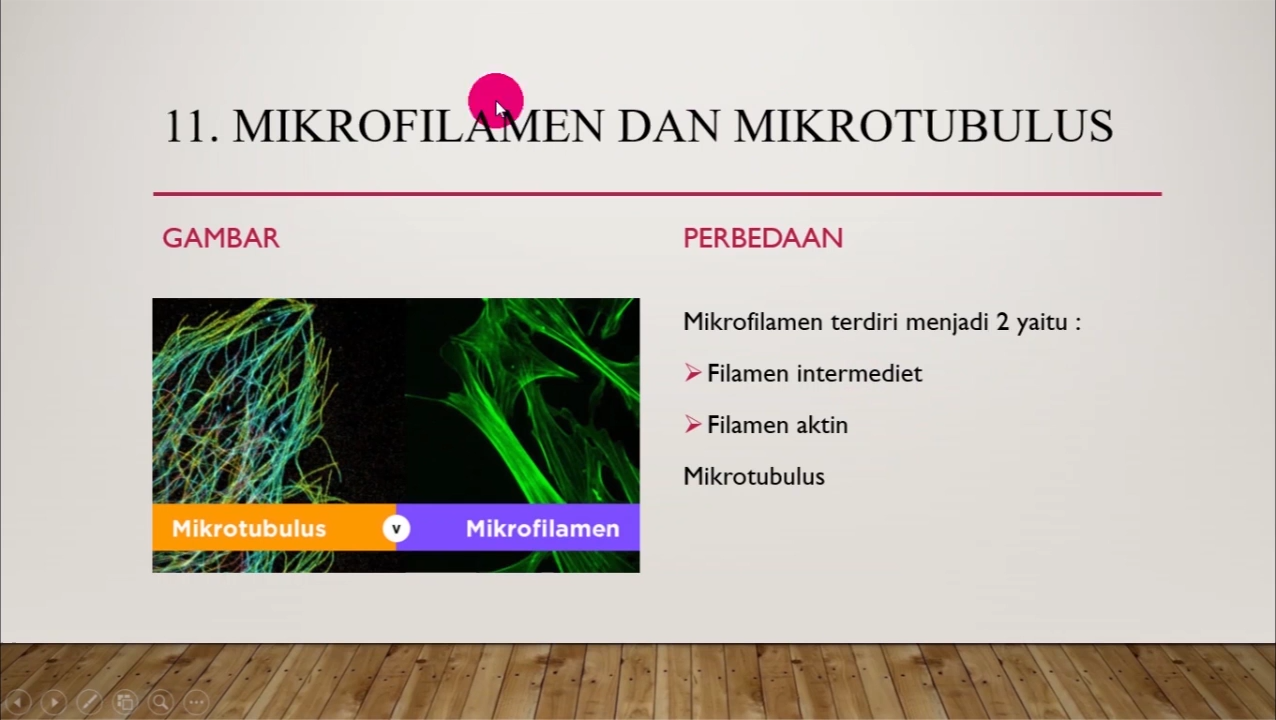 11. MIKROFILAMEN DAN MIKROTUBULUS
GAMBAR
PERBEDAAN
Mikrotubulus
v
Mikrofilamen
Mikrofilamen terdiri menjadi 2 yaitu :
Filamen intermediet
Filamen aktin
Mikrotubulus